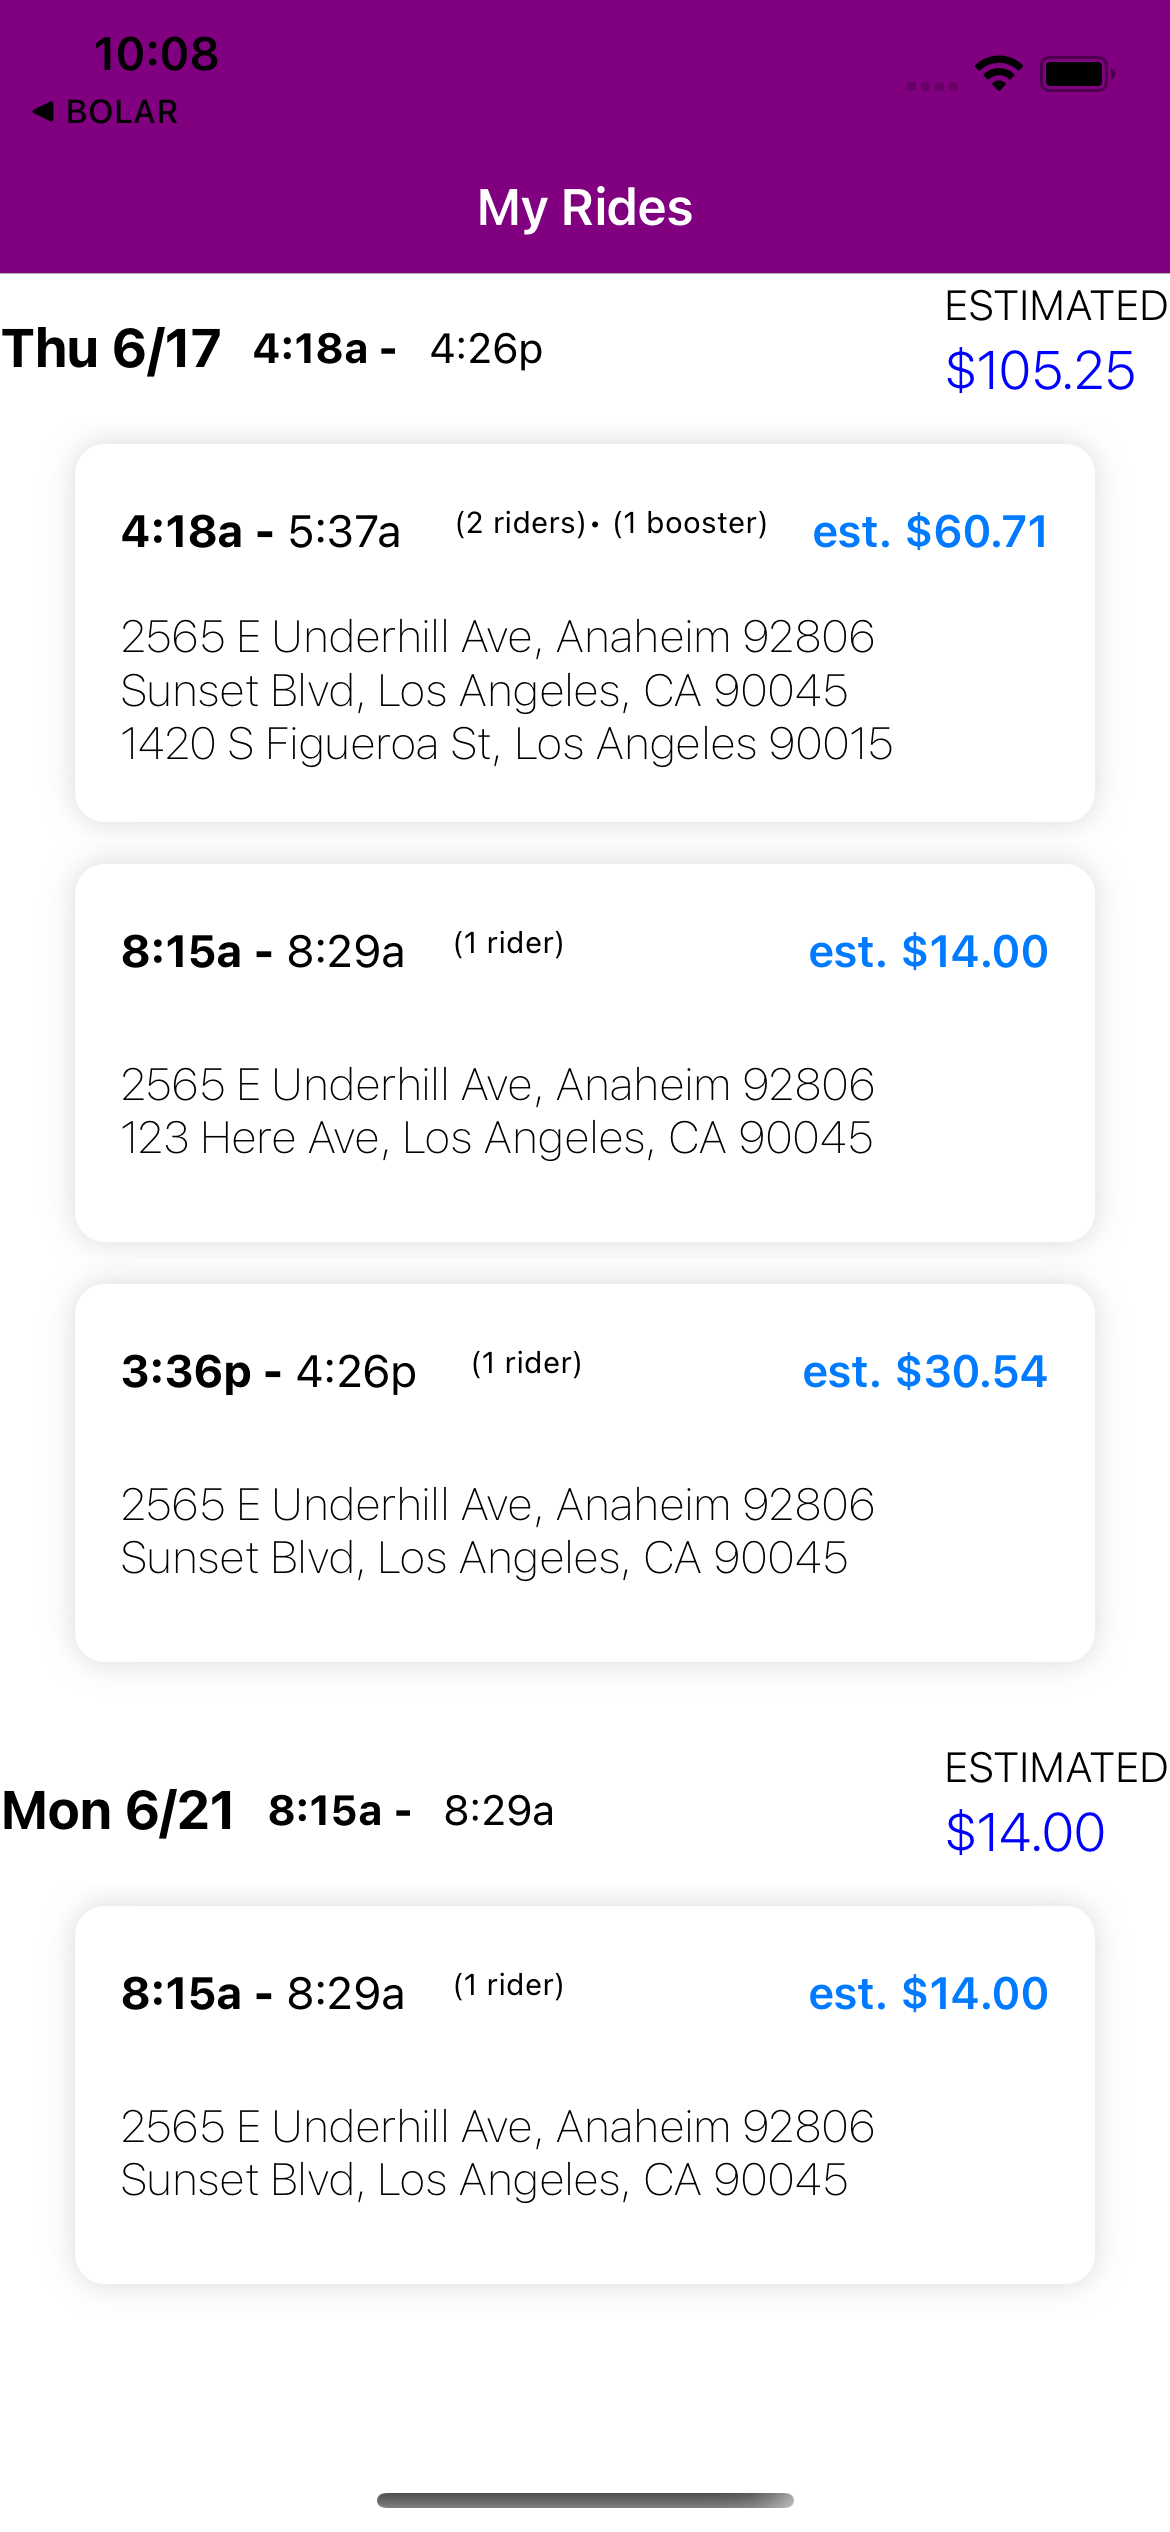 10:08
◀ BOLAR
My Rides
Thu 6/17 4:18a - 4:26p
ESTIMATED
$105.25
4:18a - 5:37a (2 riders)• (1 booster) est. $60.71
2565 E Underhill Ave, Anaheim 92806
Sunset Blvd, Los Angeles, CA 90045
1420 S Figueroa St, Los Angeles 90015
8:15a - 8:29a (1 rider) est. $14.00
2565 E Underhill Ave, Anaheim 92806
123 Here Ave, Los Angeles, CA 90045
3:36p - 4:26p (1 rider) est. $30.54
2565 E Underhill Ave, Anaheim 92806
Sunset Blvd, Los Angeles, CA 90045
Mon 6/21 8:15a - 8:29a
ESTIMATED
$14.00
8:15a - 8:29a (1 rider) est. $14.00
2565 E Underhill Ave, Anaheim 92806
Sunset Blvd, Los Angeles, CA 90045